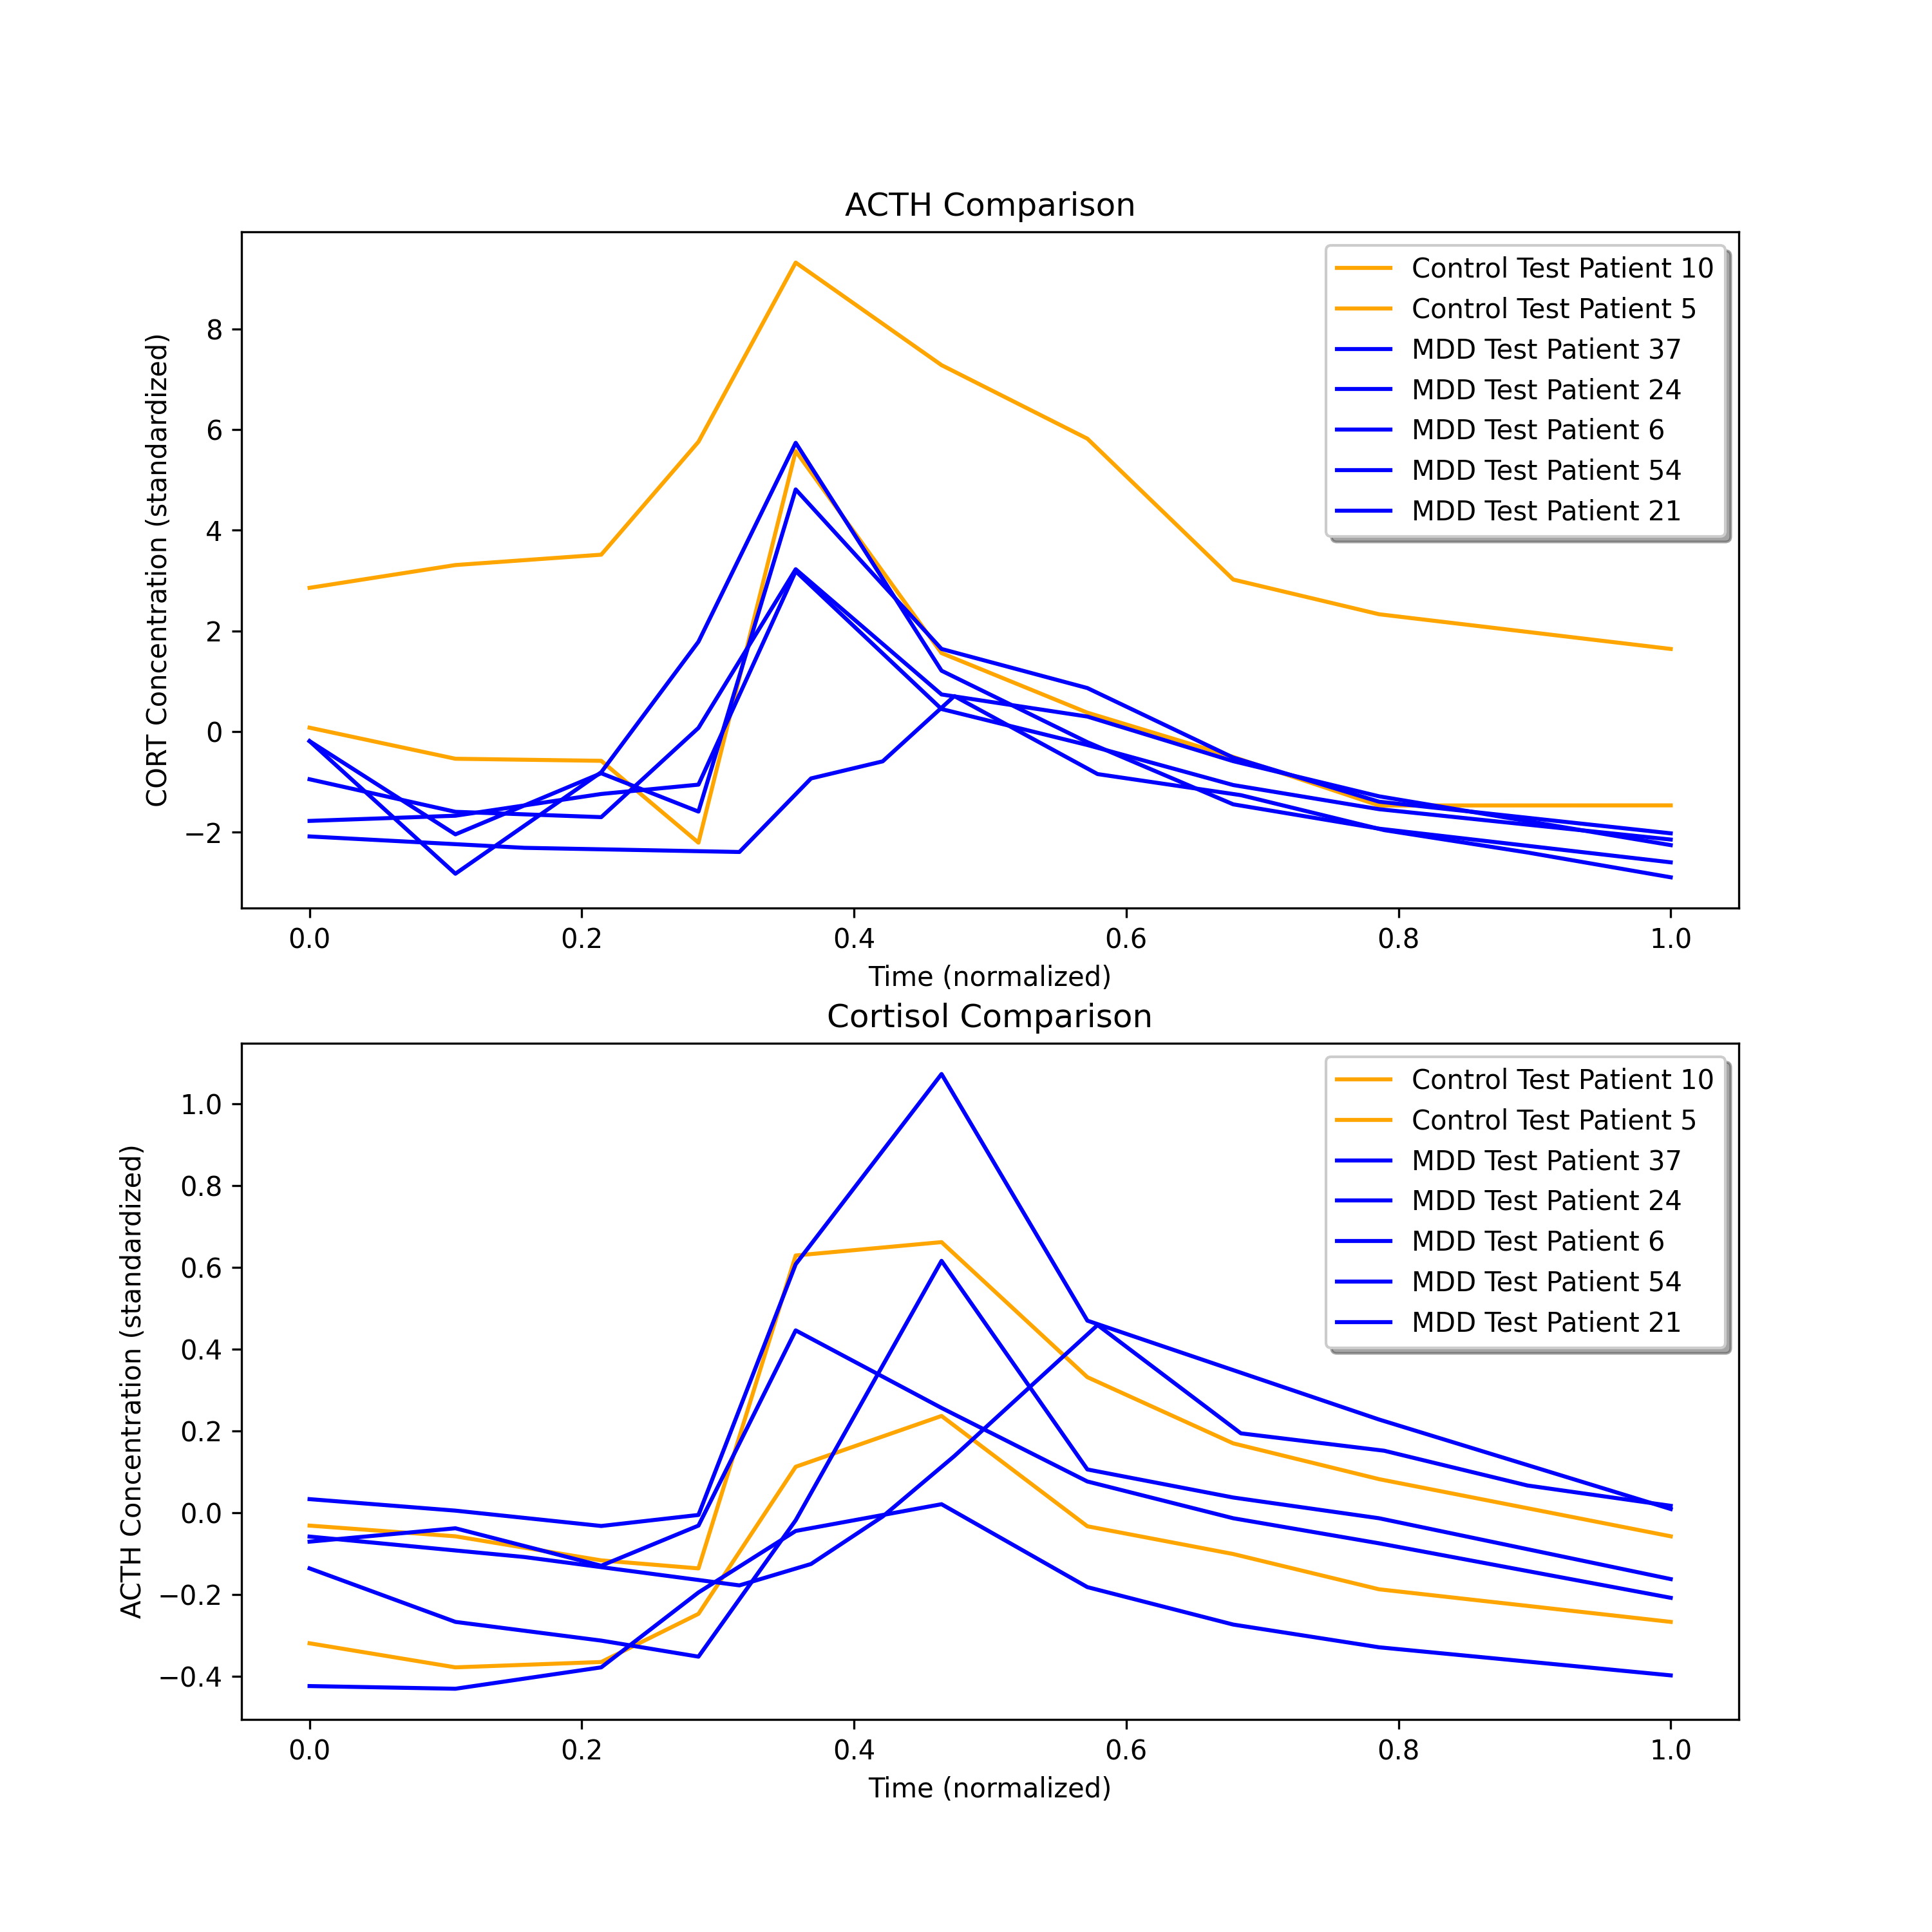 ACTH Comparison
CORT Concentration (standardized)
8
6
4
2
0
−2
Control Test Patient 10
Control Test Patient 5
MDD Test Patient 37
MDD Test Patient 24
MDD Test Patient 6
MDD Test Patient 54
MDD Test Patient 21
0.0 0.2 0.4 0.6 0.8 1.0
Time (normalized)
Cortisol Comparison
ACTH Concentration (standardized)
1.0
0.8
0.6
0.4
0.2
0.0
−0.2
−0.4
Control Test Patient 10
Control Test Patient 5
MDD Test Patient 37
MDD Test Patient 24
MDD Test Patient 6
MDD Test Patient 54
MDD Test Patient 21
0.0 0.2 0.4 0.6 0.8 1.0
Time (normalized)